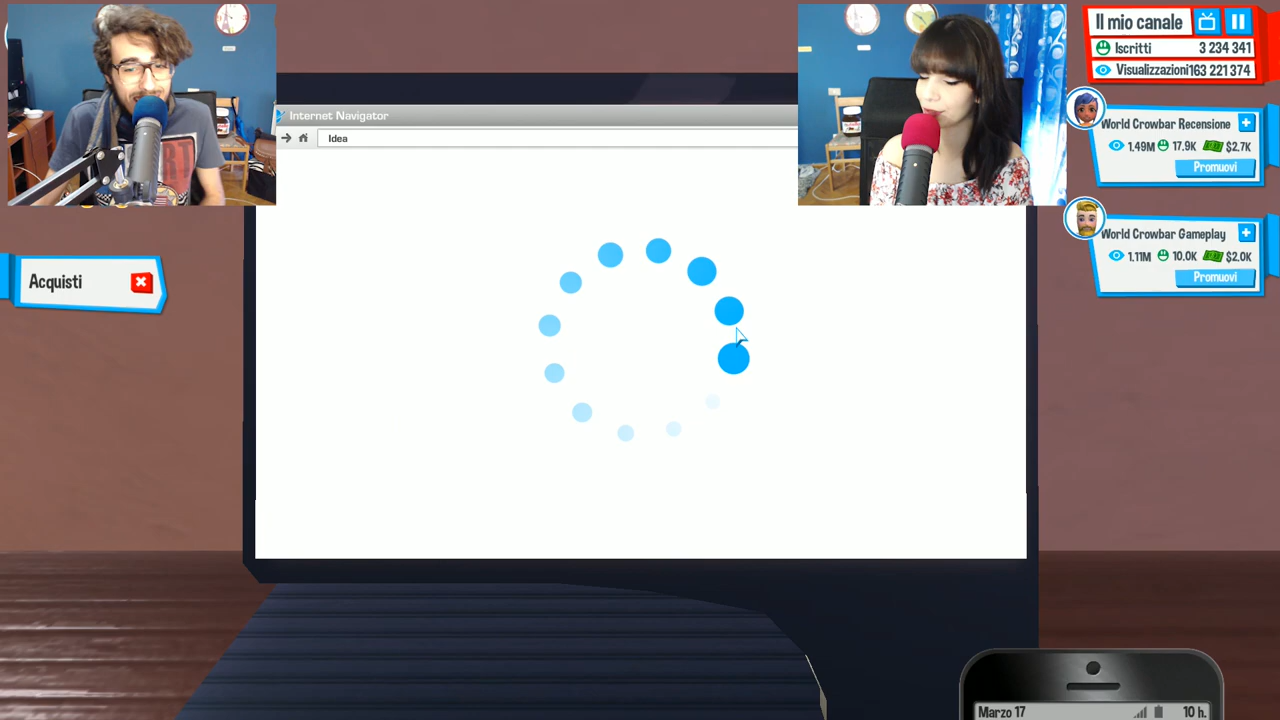 Il mio canale
Iscritti 3 234 341
Visualizzazioni 163 221 374
Internet Navigator
Idea
World Crowbar Recensione
1.49M 17.9K $2.7K
Promuovi
World Crowbar Gameplay
1.11M 10.0K $2.0K
Promuovi
Acquisti
Marzo 17 10 h.